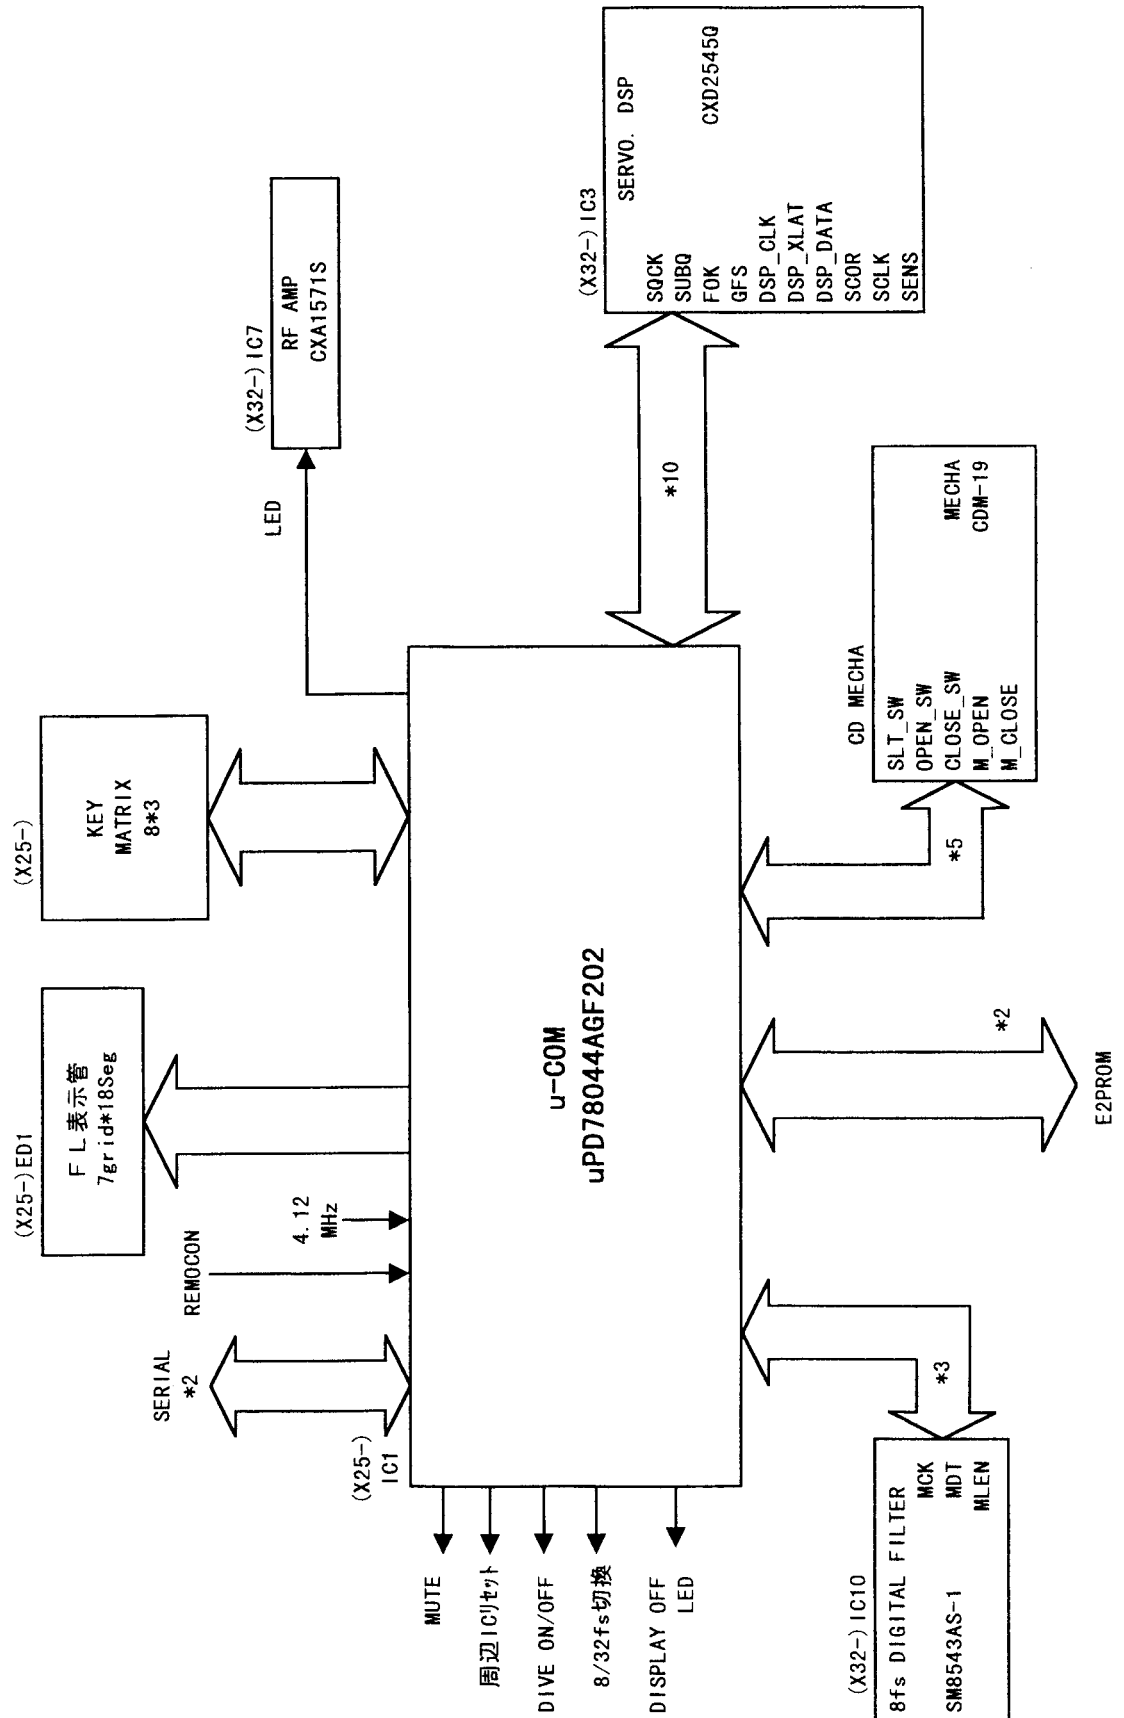 (X32-)IC3
SERVO. DSP
CXD2545Q
SQCK
SUBQ
FOK
GFS
DSP_CLK
DSP_XLAT
DSP_DATA
SCOR
SCLK
SENS
(X32-)IC7
RF AMP
CXA1571S
LED
*10
CD MECHA
SLT_SW
OPEN_SW
CLOSE_SW
M_OPEN
M_CLOSE
MECHA
CDM-19
*5
(X25-)
KEY
MATRIX
8*3
(X25-)ED1
FL表示管
7grid*18Seg
4.12
MHz
REMOCON
SERIAL
*2
(X25-)
IC1
u-COM
uPD78044AGF202
*2
E2PROM
*3
MUTE
周辺ICリセット
DIVE ON/OFF
8/32fs切換
DISPLAY OFF
LED
(X32-)IC10
8fs DIGITAL FILTER
MCK
SM8543AS-1
MDT
MLEN